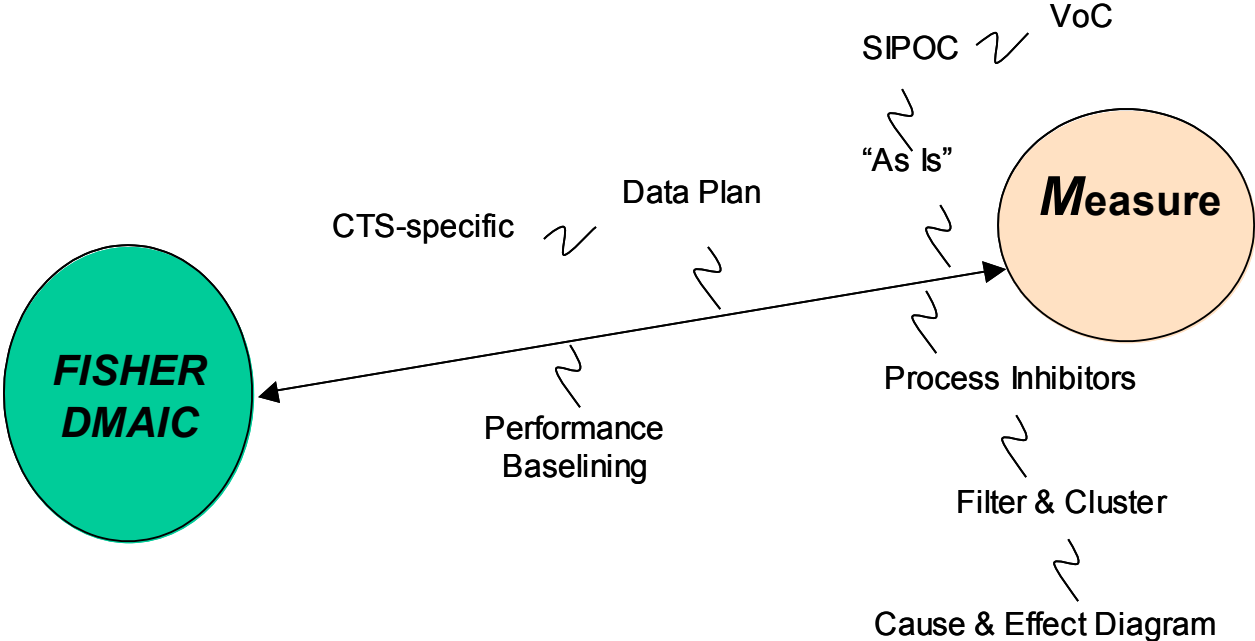 VoC
SIPOC
“As Is”
Measure
Data Plan
CTS-specific
FISHER
DMAIC
Process Inhibitors
Performance
Baselining
Filter & Cluster
Cause & Effect Diagram